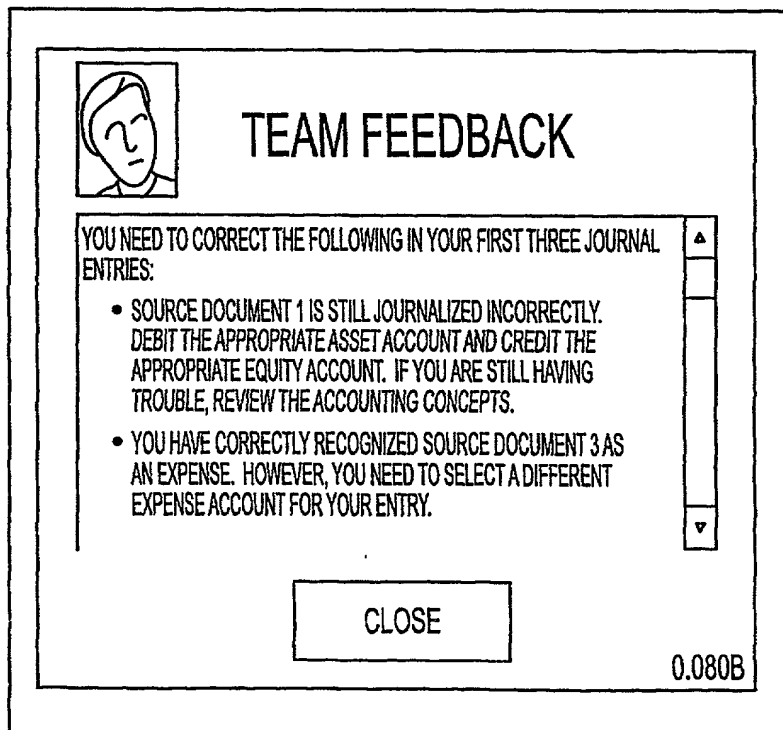 TEAM FEEDBACK
YOU NEED TO CORRECT THE FOLLOWING IN YOUR FIRST THREE JOURNAL
ENTRIES:
• SOURCE DOCUMENT 1 IS STILL JOURNALIZED INCORRECTLY.
DEBIT THE APPROPRIATE ASSET ACCOUNT AND CREDIT THE
APPROPRIATE EQUITY ACCOUNT. IF YOU ARE STILL HAVING
TROUBLE, REVIEW THE ACCOUNTING CONCEPTS.
• YOU HAVE CORRECTLY RECOGNIZED SOURCE DOCUMENT 3 AS
AN EXPENSE. HOWEVER, YOU NEED TO SELECT A DIFFERENT
EXPENSE ACCOUNT FOR YOUR ENTRY.
CLOSE
0.080B